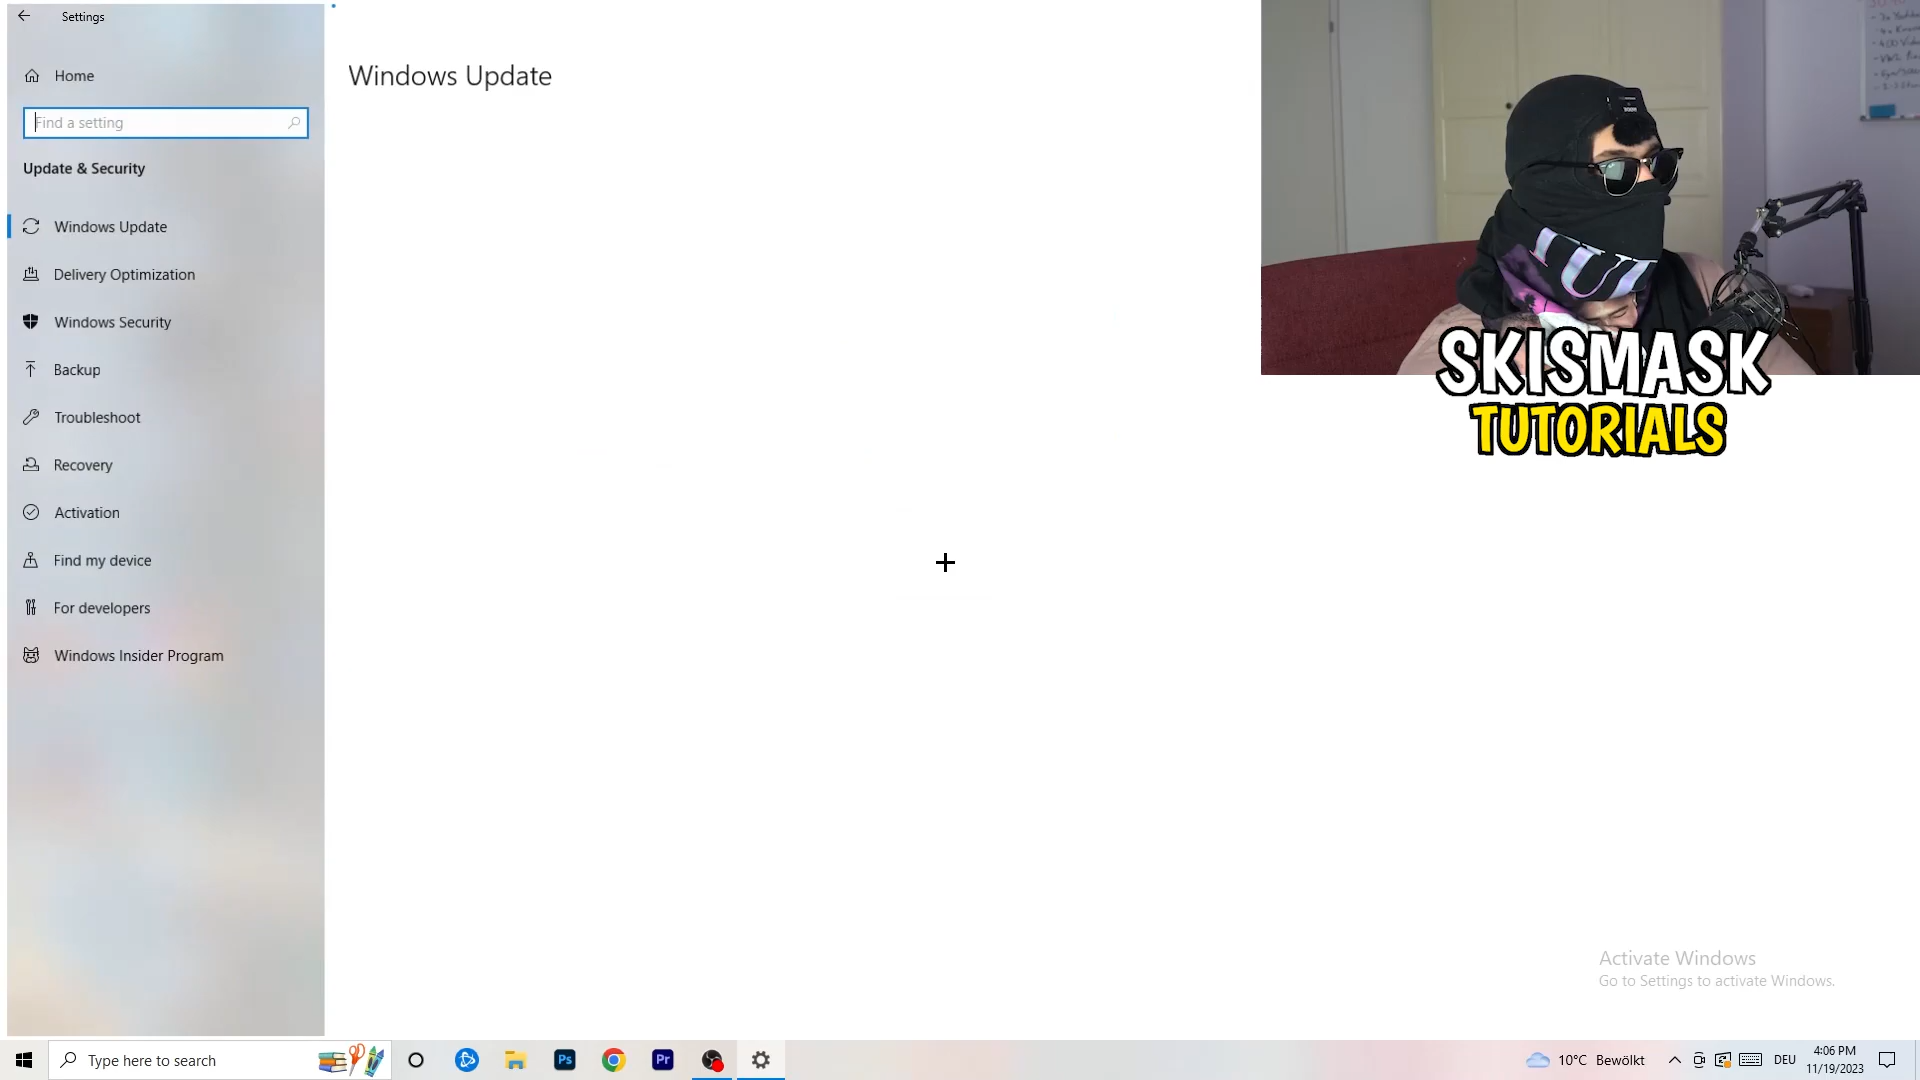 Settings
Home
Find a setting
Update & Security
Windows Update
Delivery Optimization
Windows Security
Backup
Troubleshoot
Recovery
Activation
Find my device
For developers
Windows Insider Program
Windows Update
SKISMASK
TUTORIALS
Activate Windows
Go to Settings to activate Windows.
Type here to search
Ps
Pr
10°C Bewölkt
DEU
4:06 PM
11/19/2023